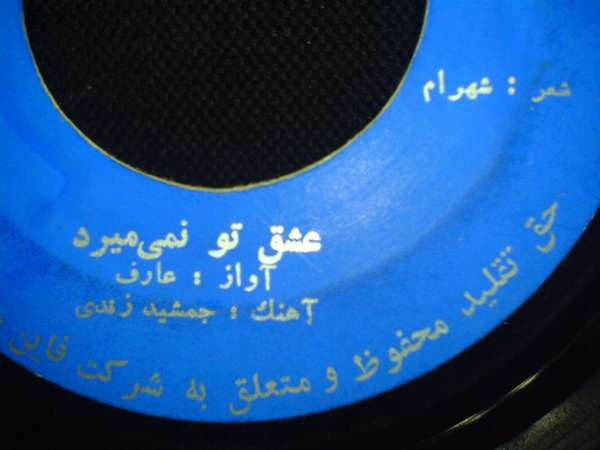 شعر : شهرام
عشق تو نمی‌میرد
آواز : عارف
آهنگ : جمشید زندی
حق تقلید محفوظ و متعلق به شرکت